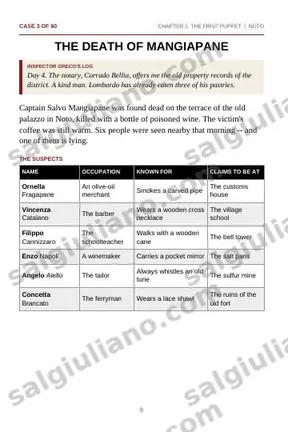 CASE 3 OF 60
CHAPTER 1: THE FIRST PUPPET | NOTO
THE DEATH OF MANGIAPANE
INSPECTOR GRECO'S LOG
Day 4. The notary, Corrado Bellia, offers me the old property records of the
district. A kind man. Lombardo has already eaten three of his pastries.
Captain Salvo Mangiapane was found dead on the terrace of the old
palazzo in Noto, killed with a bottle of poisoned wine. The victim's
coffee was still warm. Six people were seen nearby that morning -- and
one of them is lying.
THE SUSPECTS
NAME OCCUPATION KNOWN FOR CLAIMS TO BE AT
Ornella Fragapane An olive-oil merchant Smokes a carved pipe The customs house
Vincenza Catalano The barber Wears a wooden cross necklace The village school
Filippo Cannizzaro The schoolteacher Walks with a wooden cane The bell tower
Enzo Napoli A winemaker Carries a pocket mirror The salt pans
Angelo Aiello The tailor Always whistles an old tune The sulfur mine
Concetta Brancato The ferryman Wears a lace shawl The ruins of the old fort
salgiuliano.com